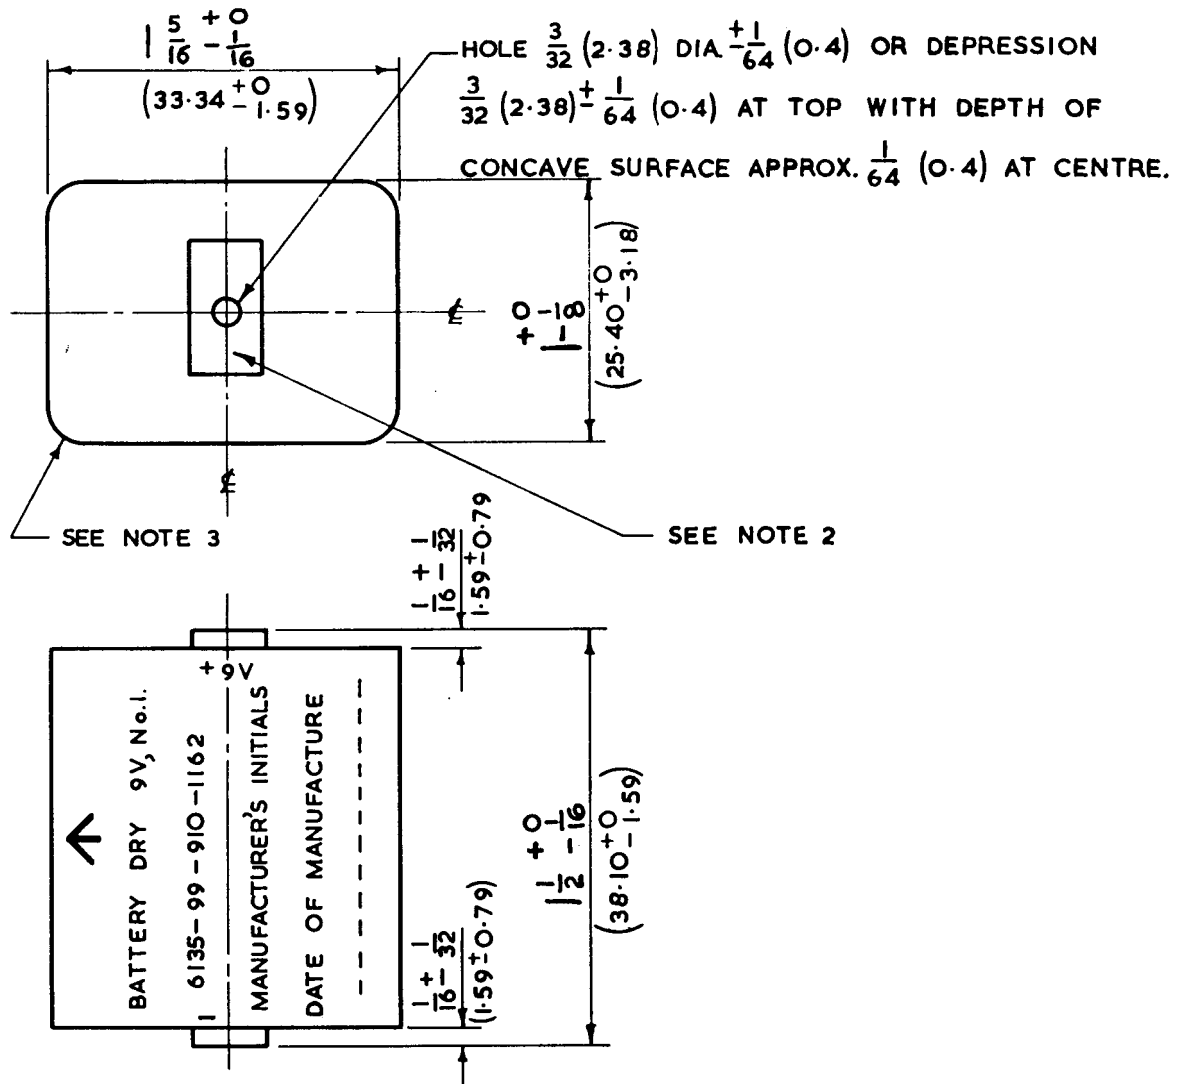 1 5/16 +0 -1/16
(33·34 +0 -1·59)
HOLE 3/32 (2·38) DIA ±1/64 (0·4) OR DEPRESSION
3/32 (2·38) ± 1/64 (0·4) AT TOP WITH DEPTH OF
CONCAVE SURFACE APPROX. 1/64 (0·4) AT CENTRE.
℄
1 +0 -1/8
(25·40 +0 -3·18)
℄
SEE NOTE 3
SEE NOTE 2
1/16 ± 1/32
1·59 ± 0·79
+ 9V
BATTERY DRY 9V, No.1.
6135-99-910-1162
MANUFACTURER'S INITIALS
DATE OF MANUFACTURE
–
1/16 ± 1/32
(1·59 ± 0·79)
1 1/2 +0 -1/16
(38·10 +0 -1·59)